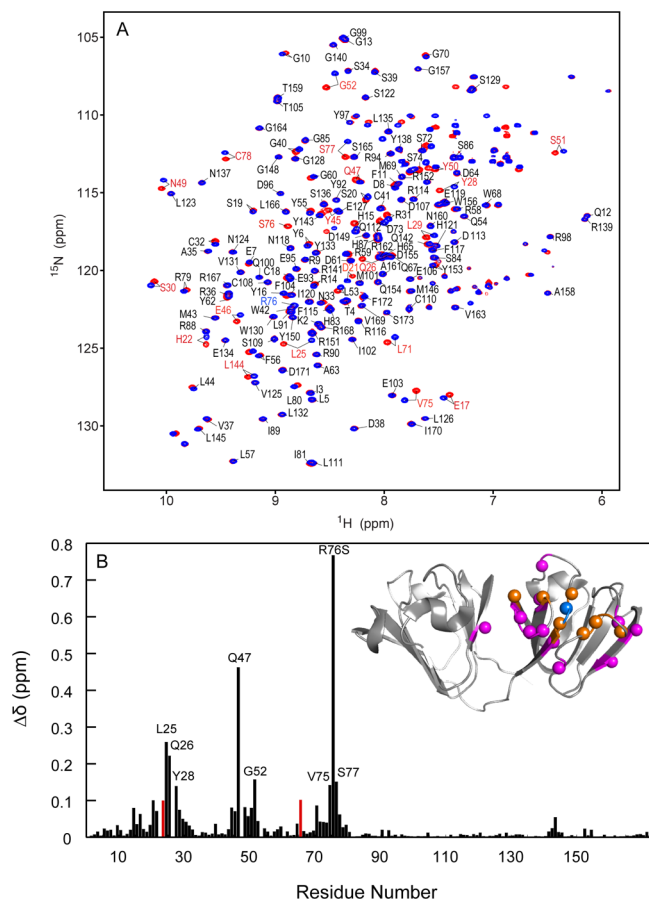 A
105
G99
G13
G140
G10
G70
G157
S34
S39
G52
S129
T159
T105
S122
110
Y97
L135
G164
G85
Y138
S72
S86
S51
G40
S77
S165
S74
C78
G128
R94
M69
Y50
N137
G148
G60
F11
R152
D64
Y28
N49
D96
Y92
D8
R114
W156
W68
115
L123
S136
S20
C41
D107
R58
Q12
S19
L166
Y55
E127
R31
Q54
R139
Y143
Y45
H15
N160
S76
Q47
L29
H121
Y6
D149
Q112
D73
D113
R98
C32
N124
N118
Y133
H87
Q142
F117
A35
E7
R59
R162
H65
S84
V131
Q100
E95
R9
D61
D21
Q26
D155
Y153
120
C18
R141
M101
A161
Q67
E106
S30
R79
R167
C108
F104
E93
R14
L53
Q154
M146
A158
R36
Y16
I120
N33
F172
C110
Y62
R76
W42
F115
T4
S173
V163
M43
E46
L91
K2
H83
V169
R88
W130
Y150
R168
R116
H22
S109
R151
I102
L71
125
E134
F56
L25
R90
L144
D171
A63
V125
E103
L44
L80
I3
V75
E17
L5
V37
I89
L132
L126
130
L145
D38
I170
L57
I81
L111
15N (ppm)
10
9
8
7
6
1H (ppm)
B
0.8
0.7
0.6
0.5
0.4
0.3
0.2
0.1
0
R76S
Q47
L25
Q26
Y28
G52
V75
S77
Δδ (ppm)
10
30
50
70
90
110
130
150
Residue Number